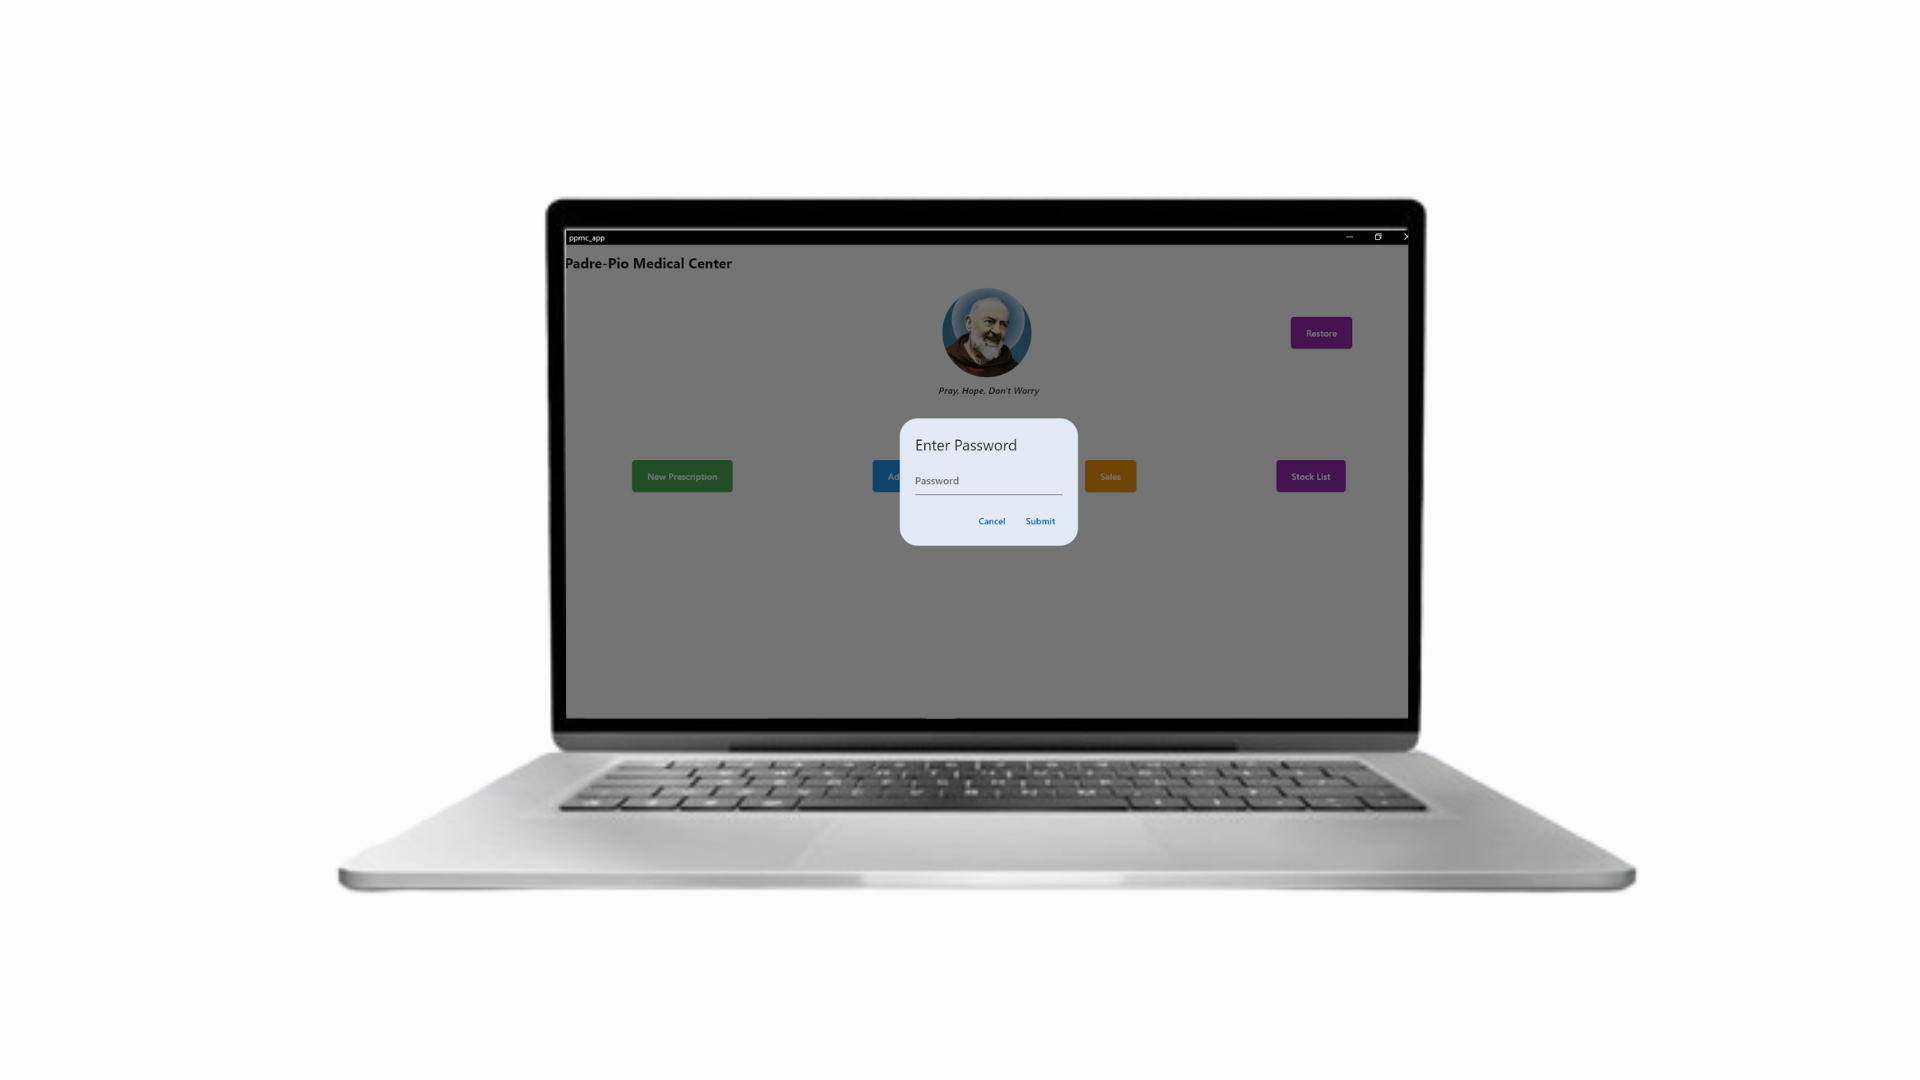 ppmc_app
Padre-Pio Medical Center
Restore
Pray, Hope, Don't Worry
Enter Password
Password
Cancel Submit
New Prescription
Ad
Sales
Stock List